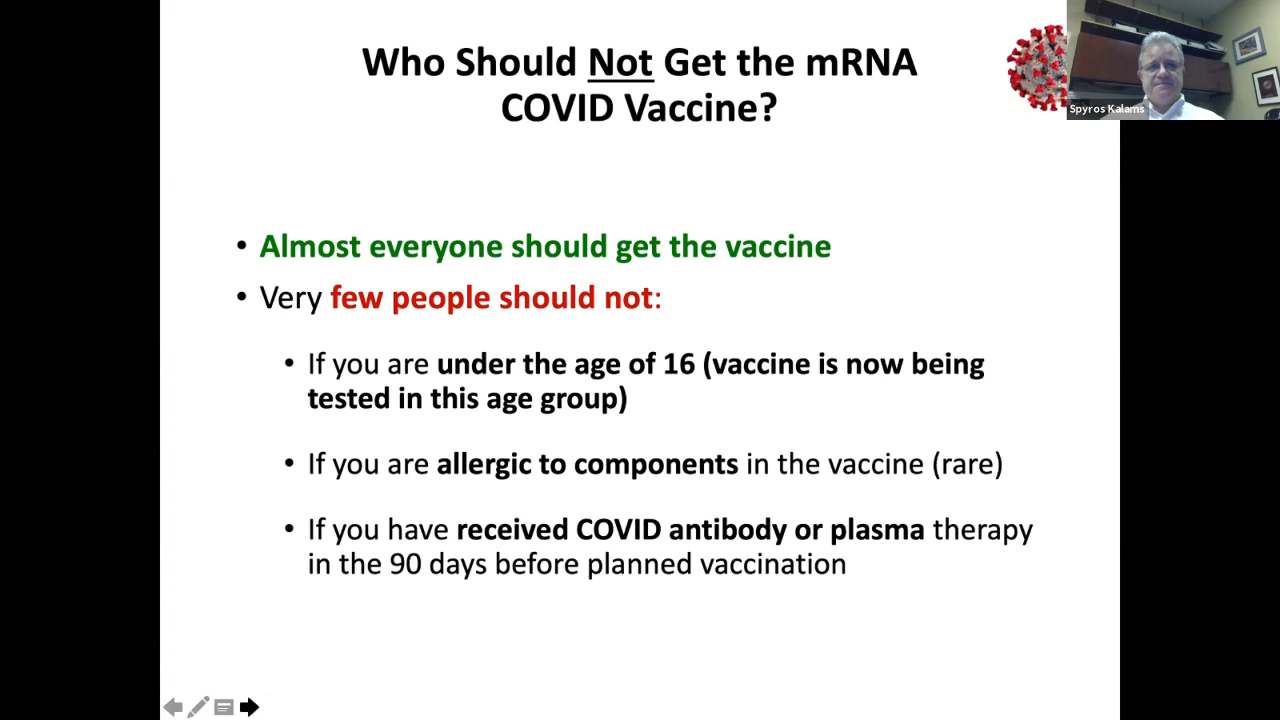 Who Should Not Get the mRNA
COVID Vaccine?
Spyros Kalams
• Almost everyone should get the vaccine
• Very few people should not:
• If you are under the age of 16 (vaccine is now being
tested in this age group)
• If you are allergic to components in the vaccine (rare)
• If you have received COVID antibody or plasma therapy
in the 90 days before planned vaccination